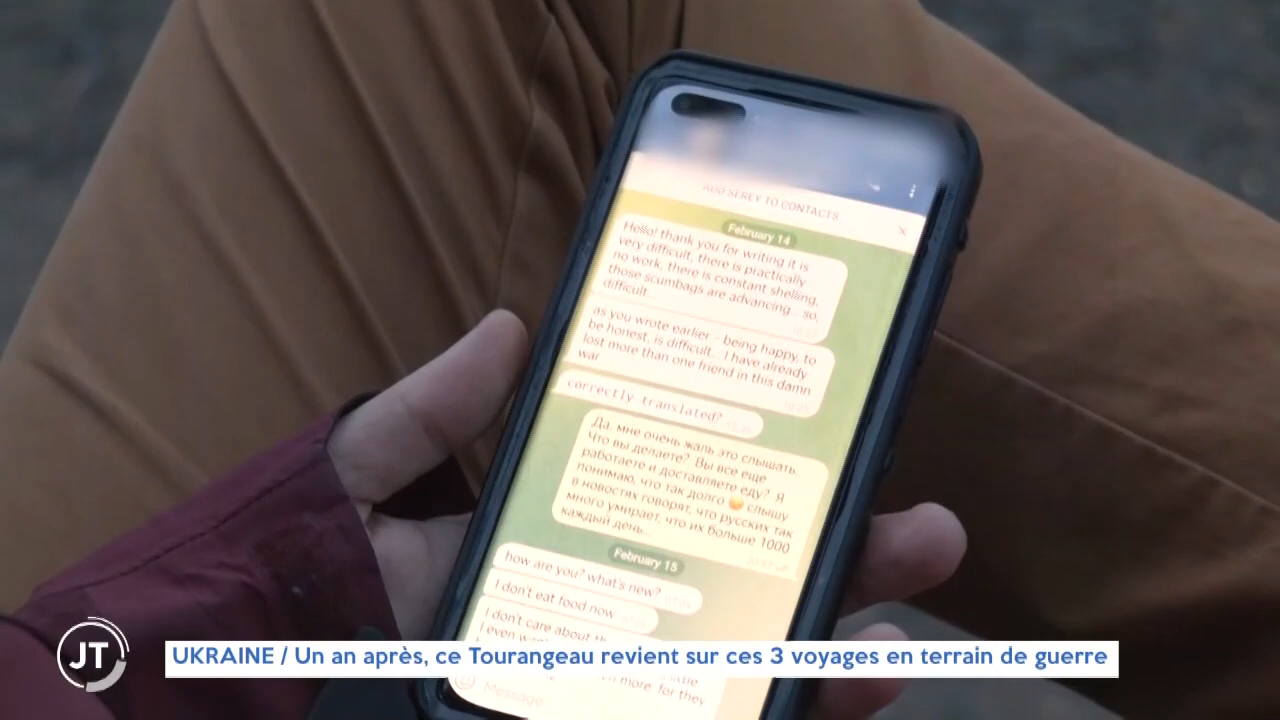 ADD SEREY TO CONTACTS
February 14
Hello! thank you for writing it is
very difficult, there is practically
no work, there is constant shelling,
those scumbags are advancing... so,
difficult...
as you wrote earlier - being happy, to
be honest, is difficult... I have already
lost more than one friend in this damn
war
correctly translated?
Да, мне очень жаль это слышать.
Что вы делаете? Вы все еще
работаете и доставляете еду? Я
понимаю, что так долго 😕 слышу
в новостях говорят, что русских так
много умирает, что их больше 1000
каждый день...
February 15
how are you? what's new?
I don't eat food now
I don't care about
I even
more for they
Message
JT
UKRAINE / Un an après, ce Tourangeau revient sur ces 3 voyages en terrain de guerre